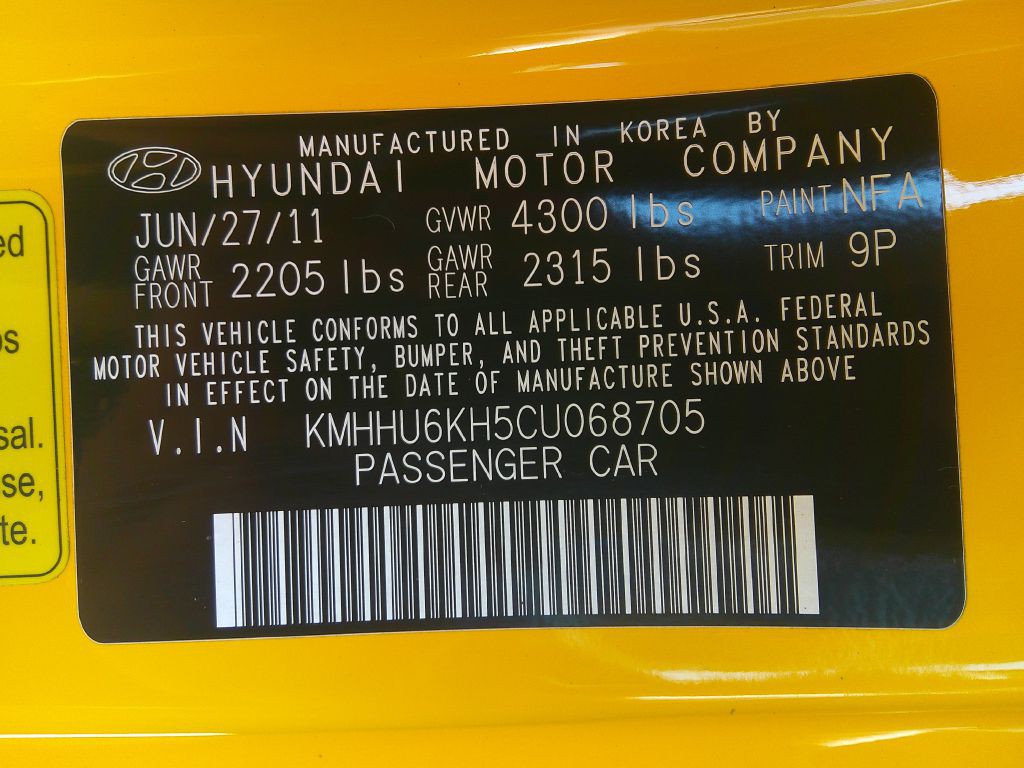 MANUFACTURED IN KOREA BY
HYUNDAI MOTOR COMPANY
JUN/27/11 GVWR 4300 lbs PAINT NFA
GAWR FRONT 2205 lbs GAWR REAR 2315 lbs TRIM 9P
THIS VEHICLE CONFORMS TO ALL APPLICABLE U.S.A. FEDERAL
MOTOR VEHICLE SAFETY, BUMPER, AND THEFT PREVENTION STANDARDS
IN EFFECT ON THE DATE OF MANUFACTURE SHOWN ABOVE
V.I.N KMHHU6KH5CU068705
PASSENGER CAR